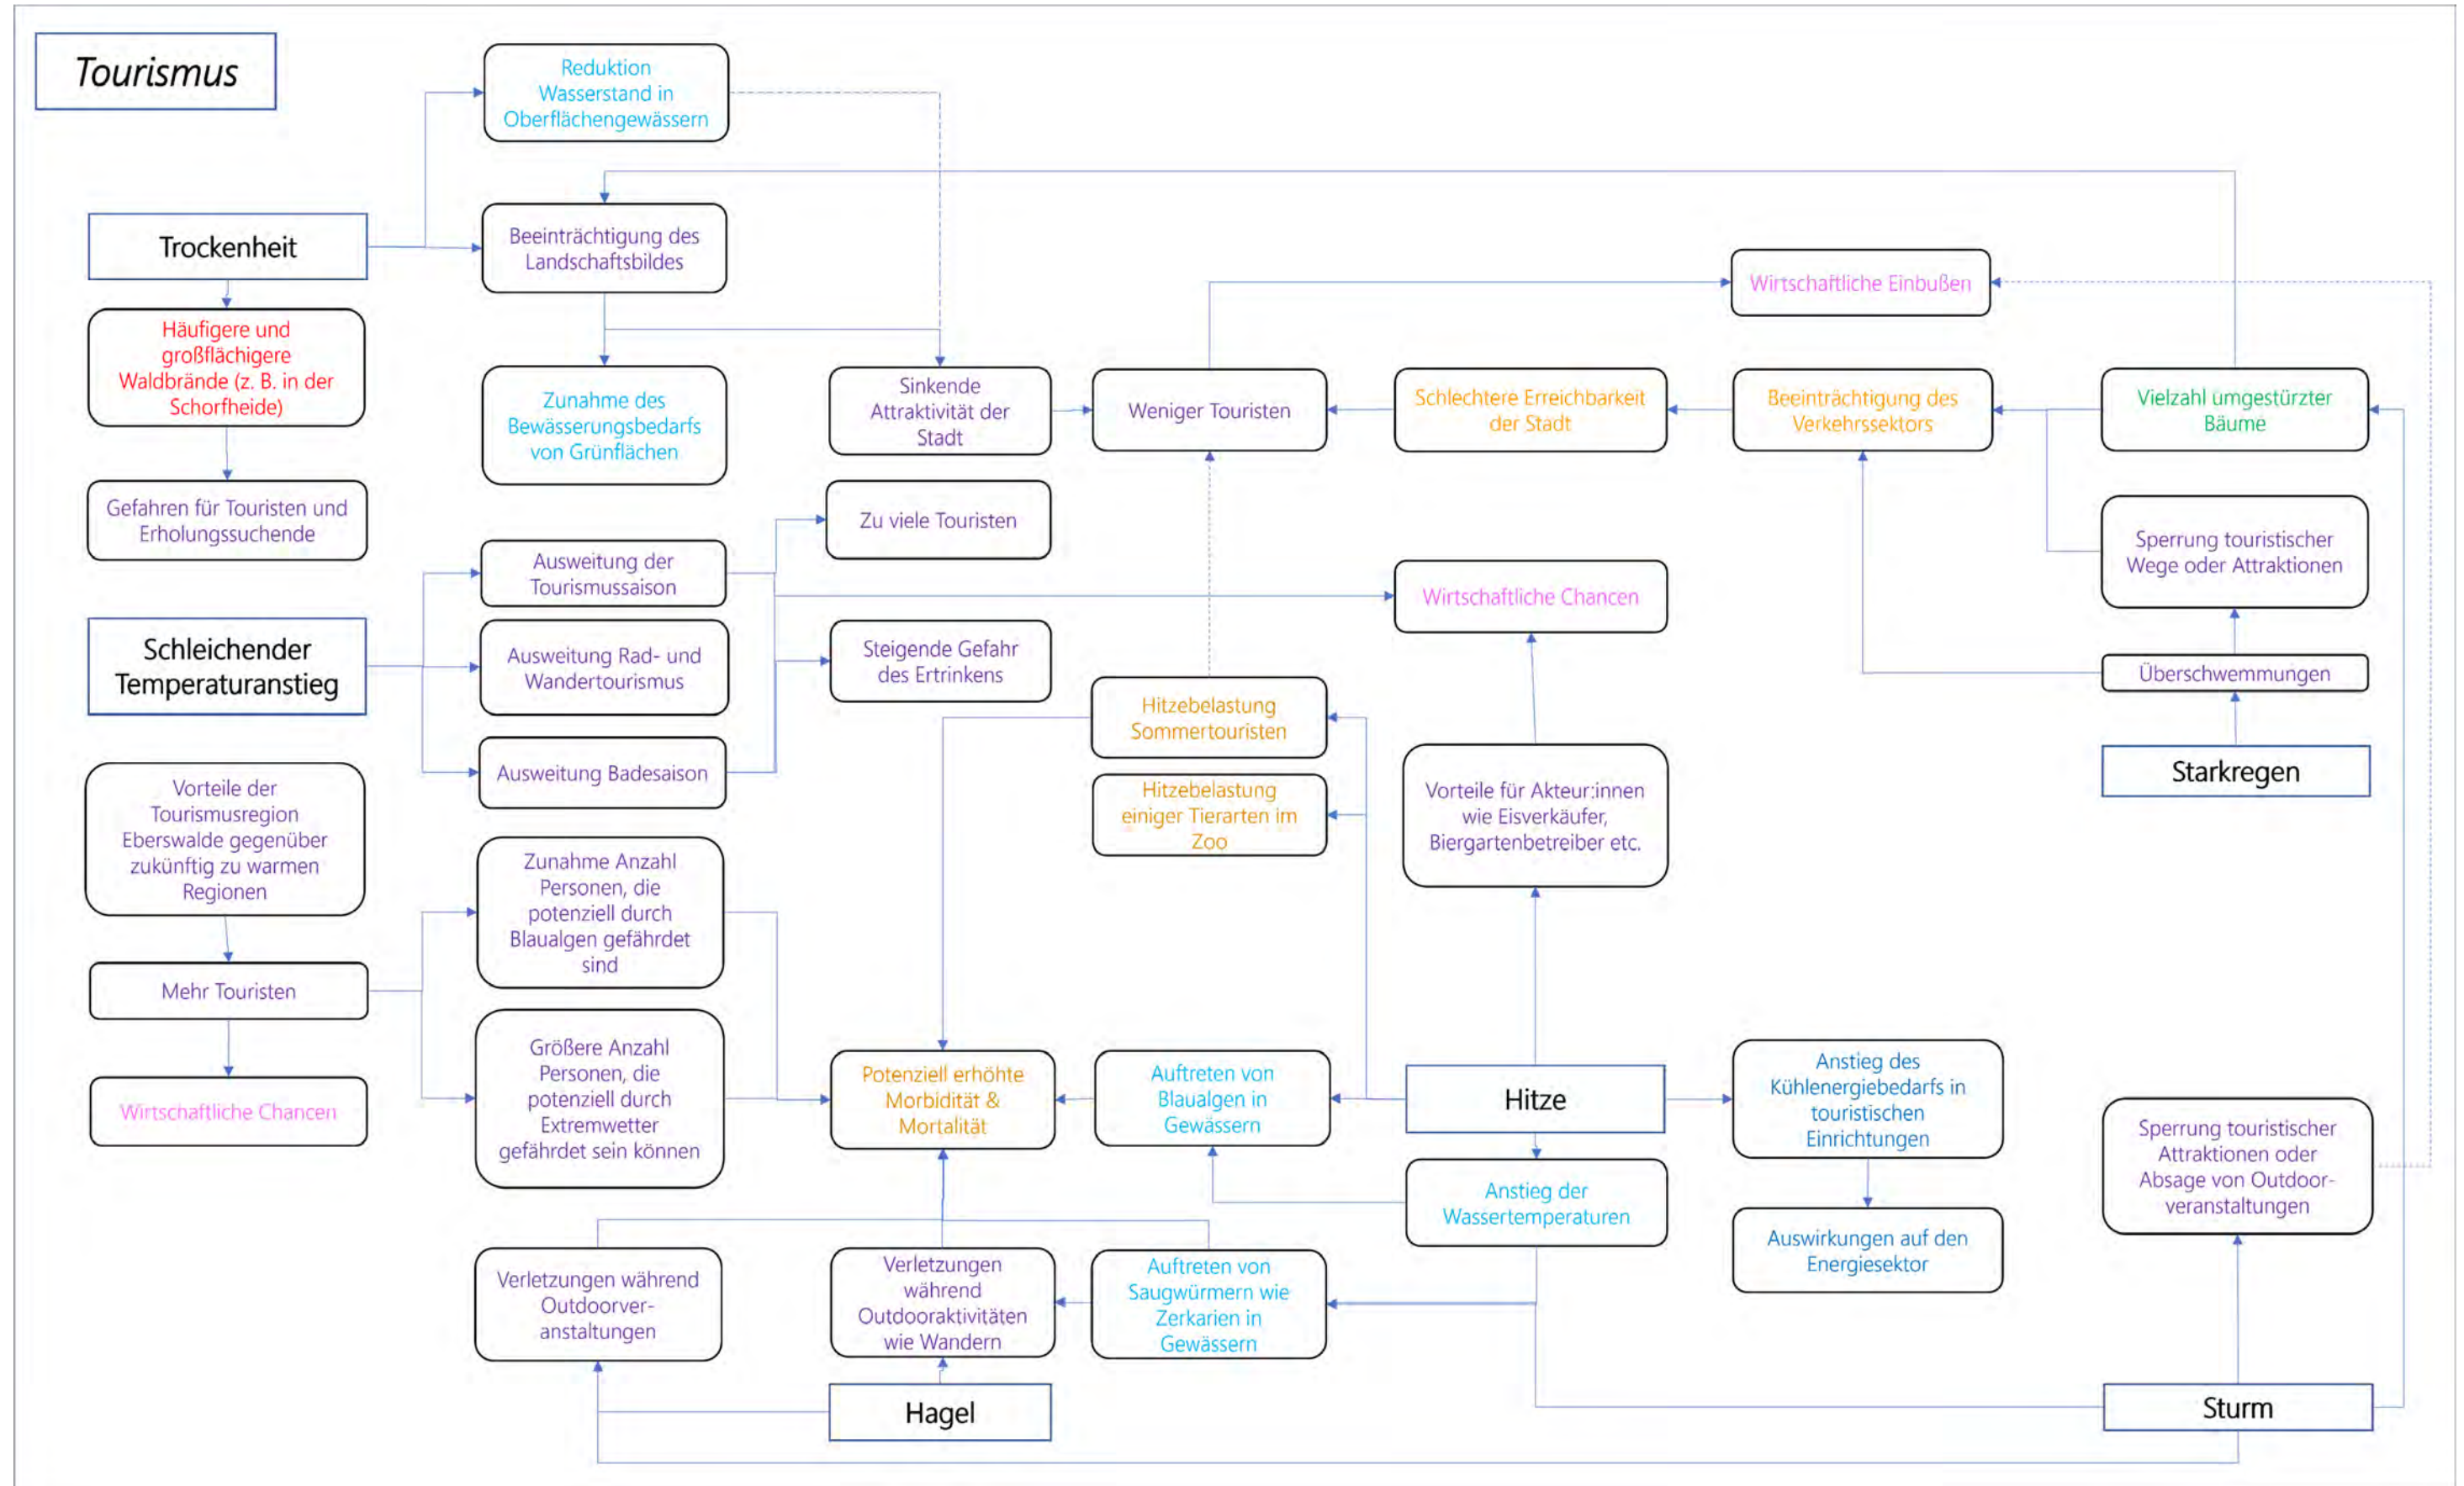 Tourismus
Reduktion
Wasserstand in
Oberflächengewässern
Trockenheit
Beeinträchtigung des
Landschaftsbildes
Wirtschaftliche Einbußen
Häufigere und
großflächigere
Waldbrände (z. B. in der
Schorfheide)
Zunahme des
Bewässerungsbedarfs
von Grünflächen
Sinkende
Attraktivität der
Stadt
Weniger Touristen
Schlechtere Erreichbarkeit
der Stadt
Beeinträchtigung des
Verkehrssektors
Vielzahl umgestürzter
Bäume
Gefahren für Touristen und
Erholungssuchende
Zu viele Touristen
Sperrung touristischer
Wege oder Attraktionen
Ausweitung der
Tourismussaison
Wirtschaftliche Chancen
Schleichender
Temperaturanstieg
Ausweitung Rad- und
Wandertourismus
Steigende Gefahr
des Ertrinkens
Überschwemmungen
Hitzebelastung
Sommertouristen
Ausweitung Badesaison
Starkregen
Vorteile der
Tourismusregion
Eberswalde gegenüber
zukünftig zu warmen
Regionen
Hitzebelastung
einiger Tierarten im
Zoo
Vorteile für Akteur:innen
wie Eisverkäufer,
Biergartenbetreiber etc.
Zunahme Anzahl
Personen, die
potenziell durch
Blaualgen gefährdet
sind
Mehr Touristen
Größere Anzahl
Personen, die
potenziell durch
Extremwetter
gefährdet sein können
Wirtschaftliche Chancen
Potenziell erhöhte
Morbidität &
Mortalität
Auftreten von
Blaualgen in
Gewässern
Hitze
Anstieg des
Kühlenergiebedarfs in
touristischen
Einrichtungen
Sperrung touristischer
Attraktionen oder
Absage von Outdoor-
veranstaltungen
Anstieg der
Wassertemperaturen
Auswirkungen auf den
Energiesektor
Verletzungen während
Outdoorver-
anstaltungen
Verletzungen
während
Outdooraktivitäten
wie Wandern
Auftreten von
Saugwürmern wie
Zerkarien in
Gewässern
Hagel
Sturm